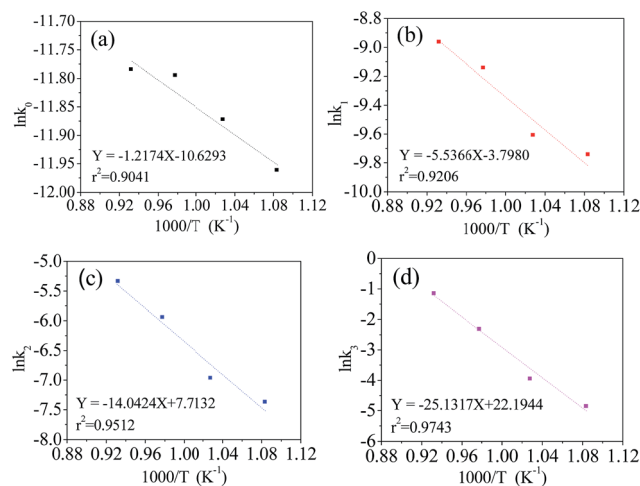 (a)
lnk0
-11.70
-11.75
-11.80
-11.85
-11.90
-11.95
-12.00
Y = -1.2174X-10.6293
r²=0.9041
0.88 0.92 0.96 1.00 1.04 1.08 1.12
1000/T (K⁻¹)
(b)
lnk1
-8.8
-9.0
-9.2
-9.4
-9.6
-9.8
-10.0
Y = -5.5366X-3.7980
r²=0.9206
0.88 0.92 0.96 1.00 1.04 1.08 1.12
1000/T (K⁻¹)
(c)
lnk2
-5.0
-5.5
-6.0
-6.5
-7.0
-7.5
-8.0
Y = -14.0424X+7.7132
r²=0.9512
0.88 0.92 0.96 1.00 1.04 1.08 1.12
1000/T (K⁻¹)
(d)
lnk3
0
-1
-2
-3
-4
-5
-6
Y = -25.1317X+22.1944
r²=0.9743
0.88 0.92 0.96 1.00 1.04 1.08 1.12
1000/T (K⁻¹)